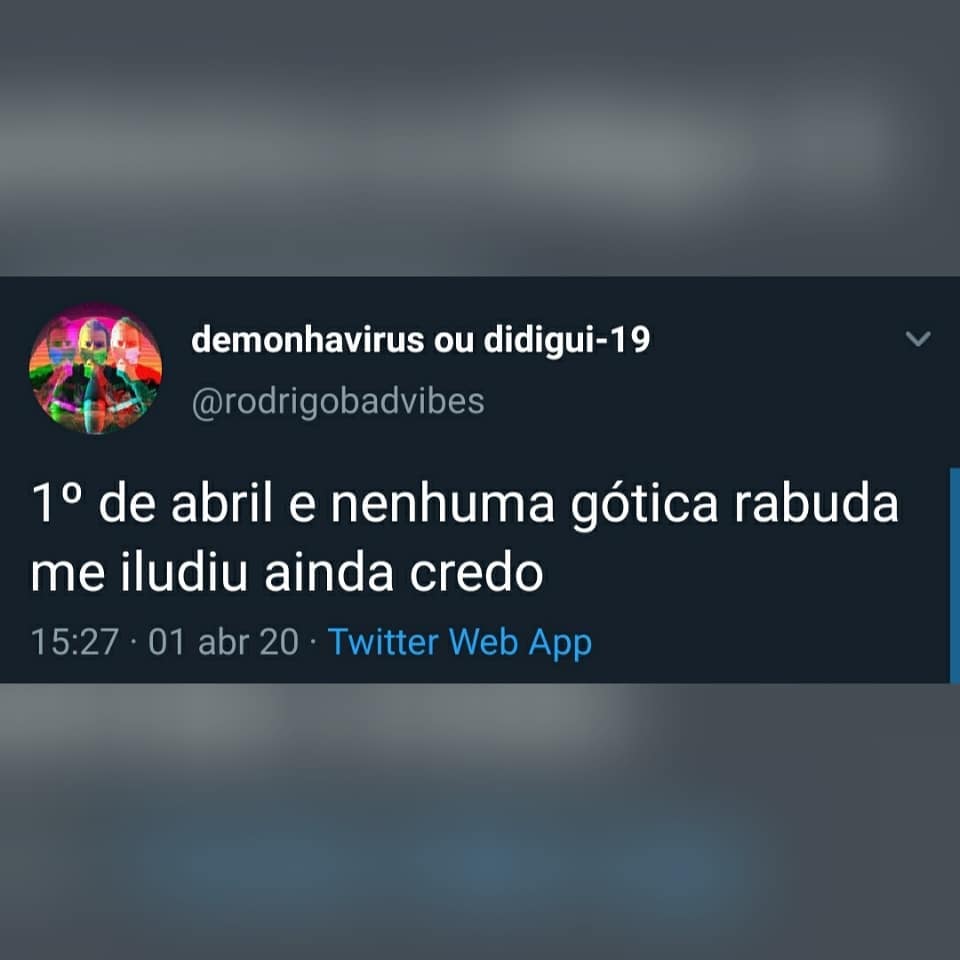 demonhavirus ou didigui-19
@rodrigobadvibes
1º de abril e nenhuma gótica rabuda
me iludiu ainda credo
15:27 · 01 abr 20 · Twitter Web App